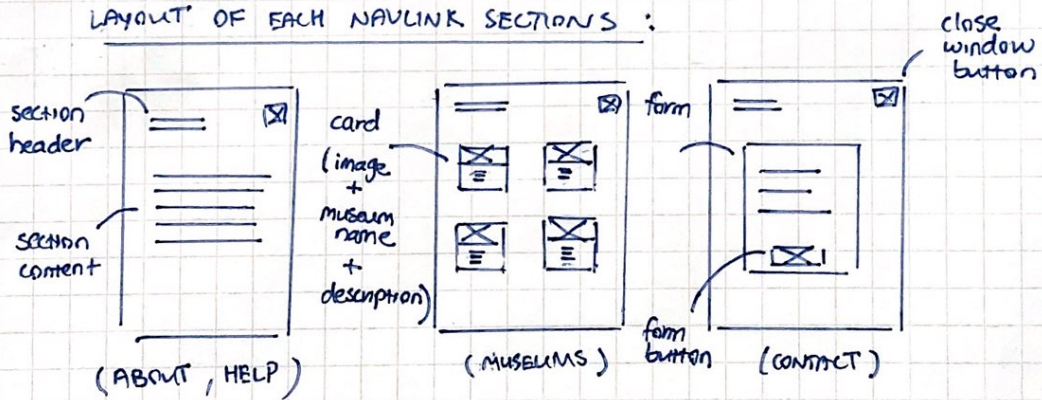 LAYOUT OF EACH NAVLINK SECTIONS :
close
window
button
section
header
section
content
(ABOUT, HELP)
card
(image
+
museum
name
+
description)
(MUSEUMS)
form
form
button
(CONTACT)